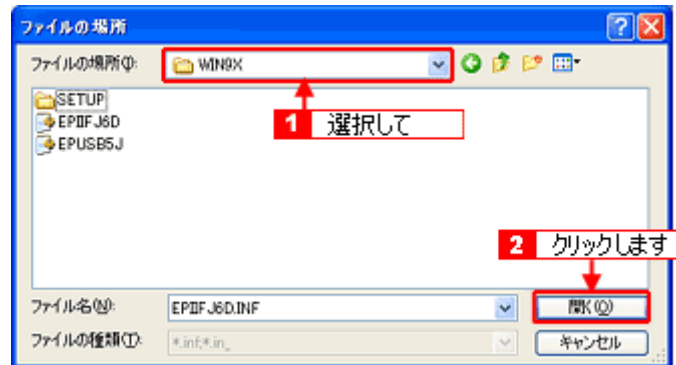 ファイルの場所
ファイルの場所(I):
WIN9X
SETUP
EPIIFJ6D
EPUSB5J
1 選択して
2 クリックします
ファイル名(N):
EPIIFJ6D.INF
開く(O)
ファイルの種類(T):
*.inf;*.in_
キャンセル